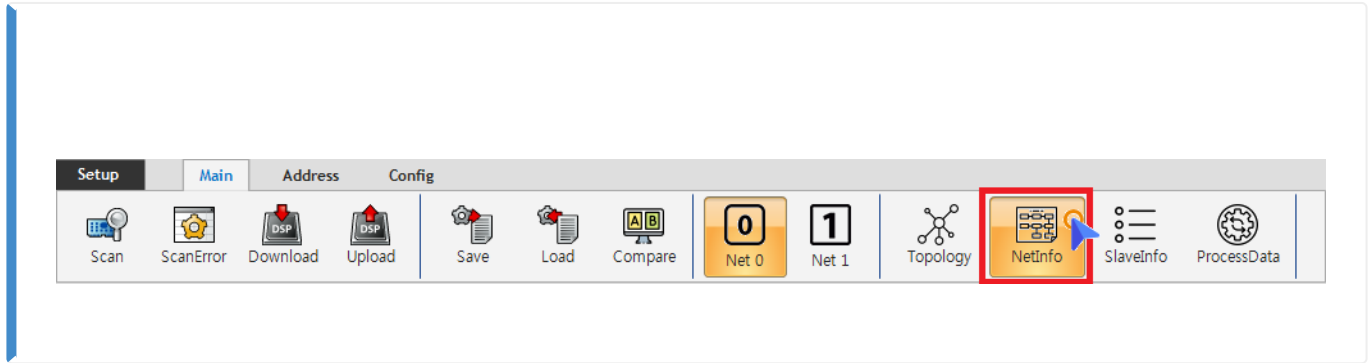 Setup Main Address Config
DSP DSP A B 0 1
Scan ScanError Download Upload Save Load Compare Net 0 Net 1 Topology NetInfo SlaveInfo ProcessData